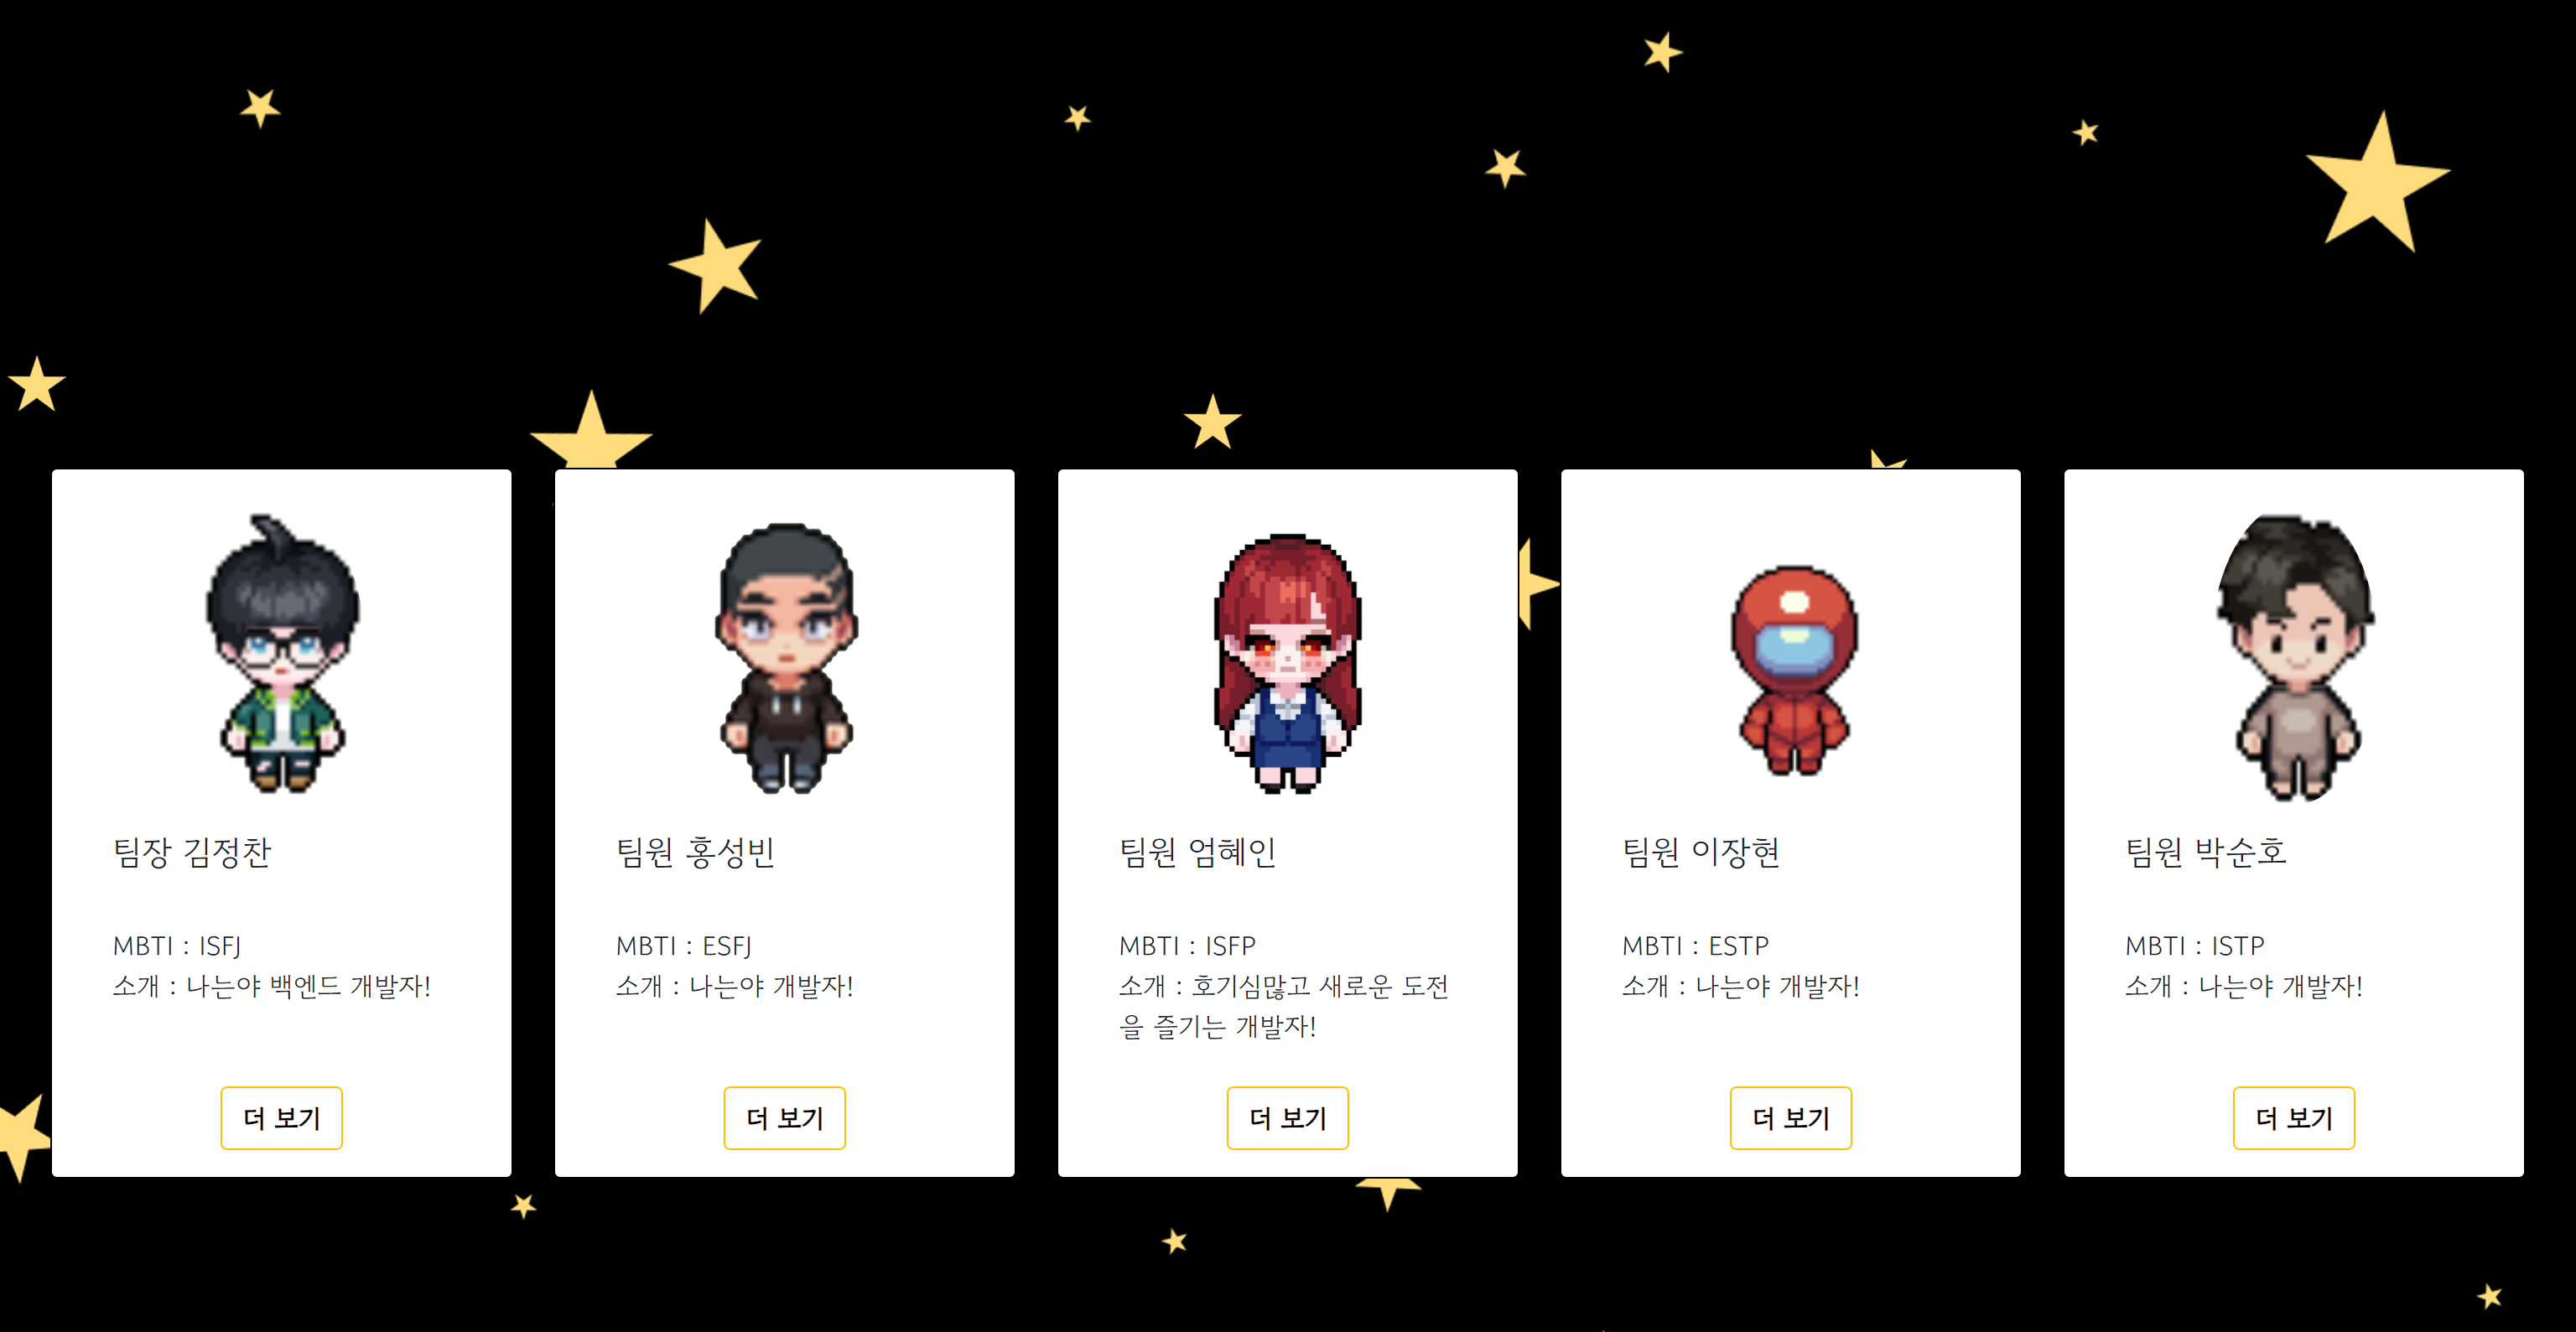 팀장 김정찬
MBTI : ISFJ
소개 : 나는야 백엔드 개발자!
더 보기
팀원 홍성빈
MBTI : ESFJ
소개 : 나는야 개발자!
더 보기
팀원 엄혜인
MBTI : ISFP
소개 : 호기심많고 새로운 도전
을 즐기는 개발자!
더 보기
팀원 이장현
MBTI : ESTP
소개 : 나는야 개발자!
더 보기
팀원 박순호
MBTI : ISTP
소개 : 나는야 개발자!
더 보기